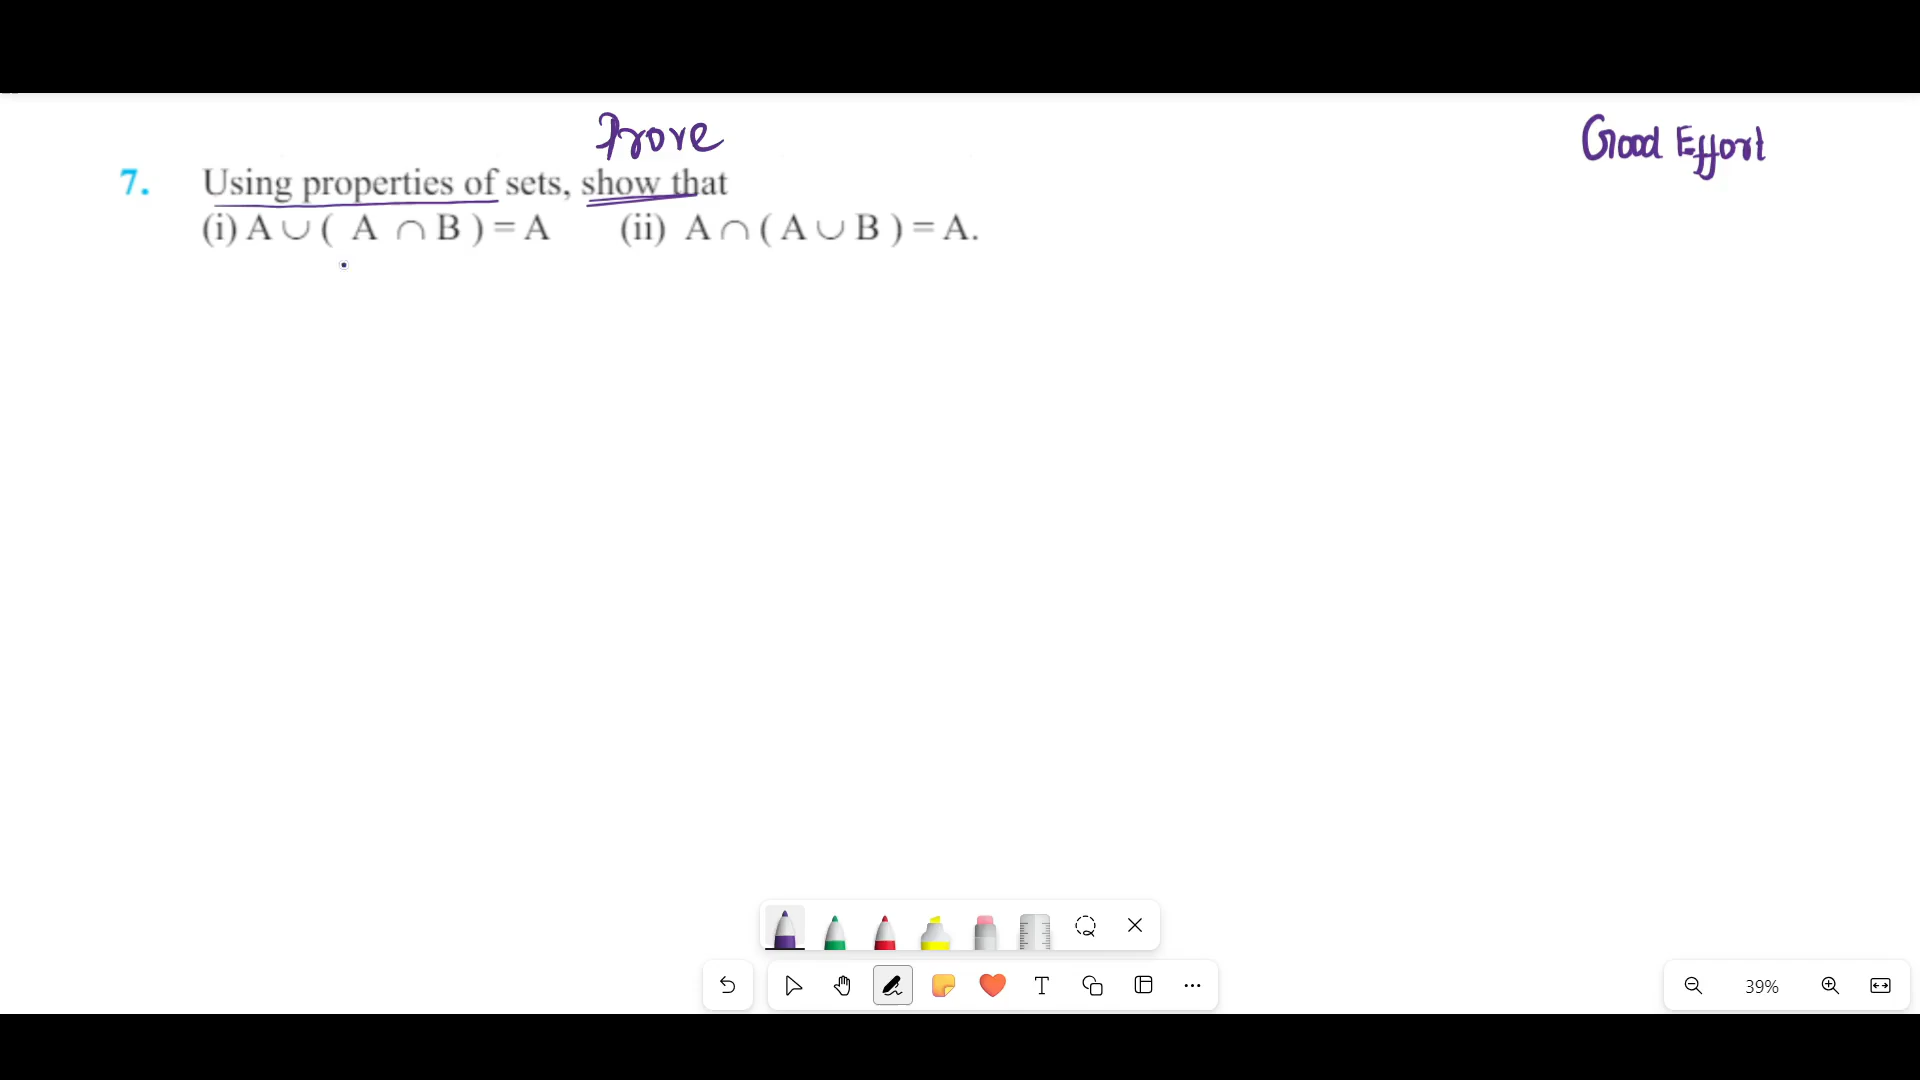 Prove
Good Effort
7. Using properties of sets, show that
(i) A ∪ ( A ∩ B ) = A (ii) A ∩ ( A ∪ B ) = A.
39%